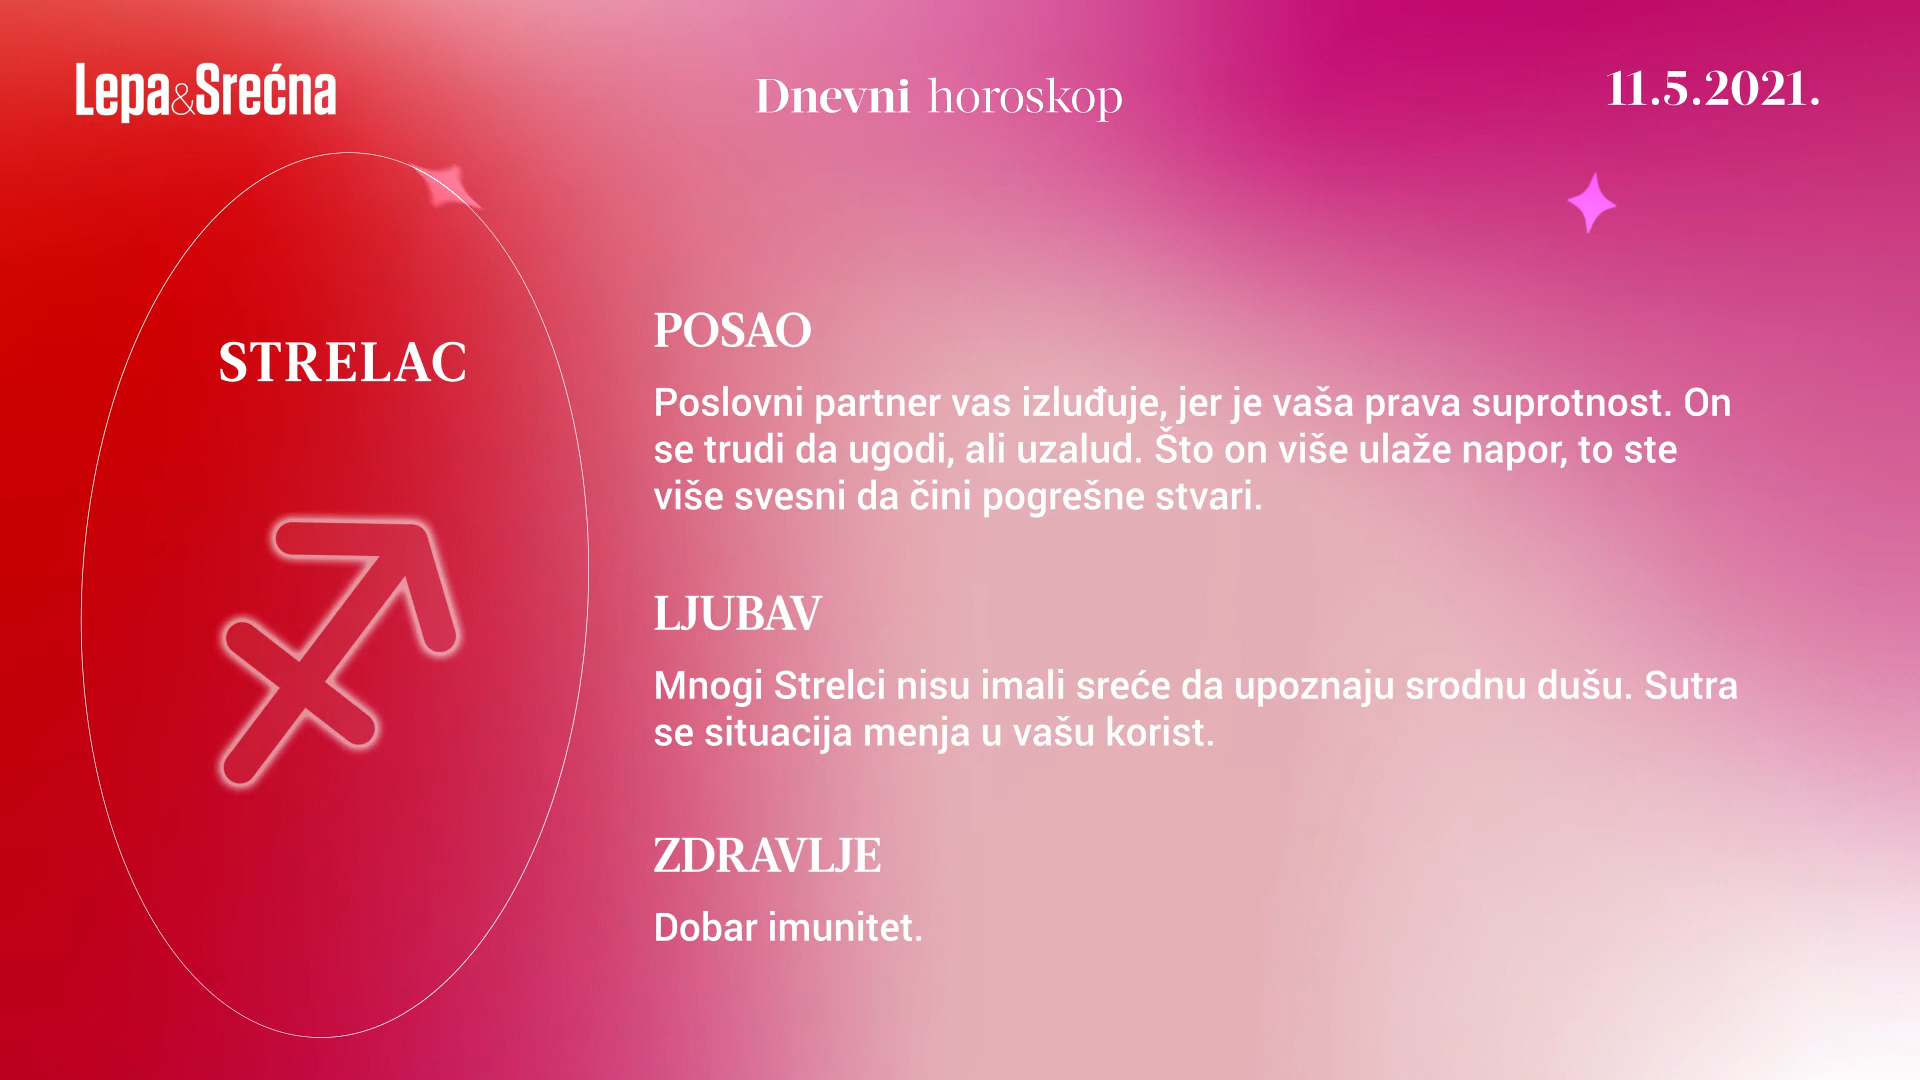 Lepa&Srećna
Dnevni horoskop
11.5.2021.
STRELAC
POSAO
Poslovni partner vas izluđuje, jer je vaša prava suprotnost. On
se trudi da ugodi, ali uzalud. Što on više ulaže napor, to ste
više svesni da čini pogrešne stvari.
LJUBAV
Mnogi Strelci nisu imali sreće da upoznaju srodnu dušu. Sutra
se situacija menja u vašu korist.
ZDRAVLJE
Dobar imunitet.